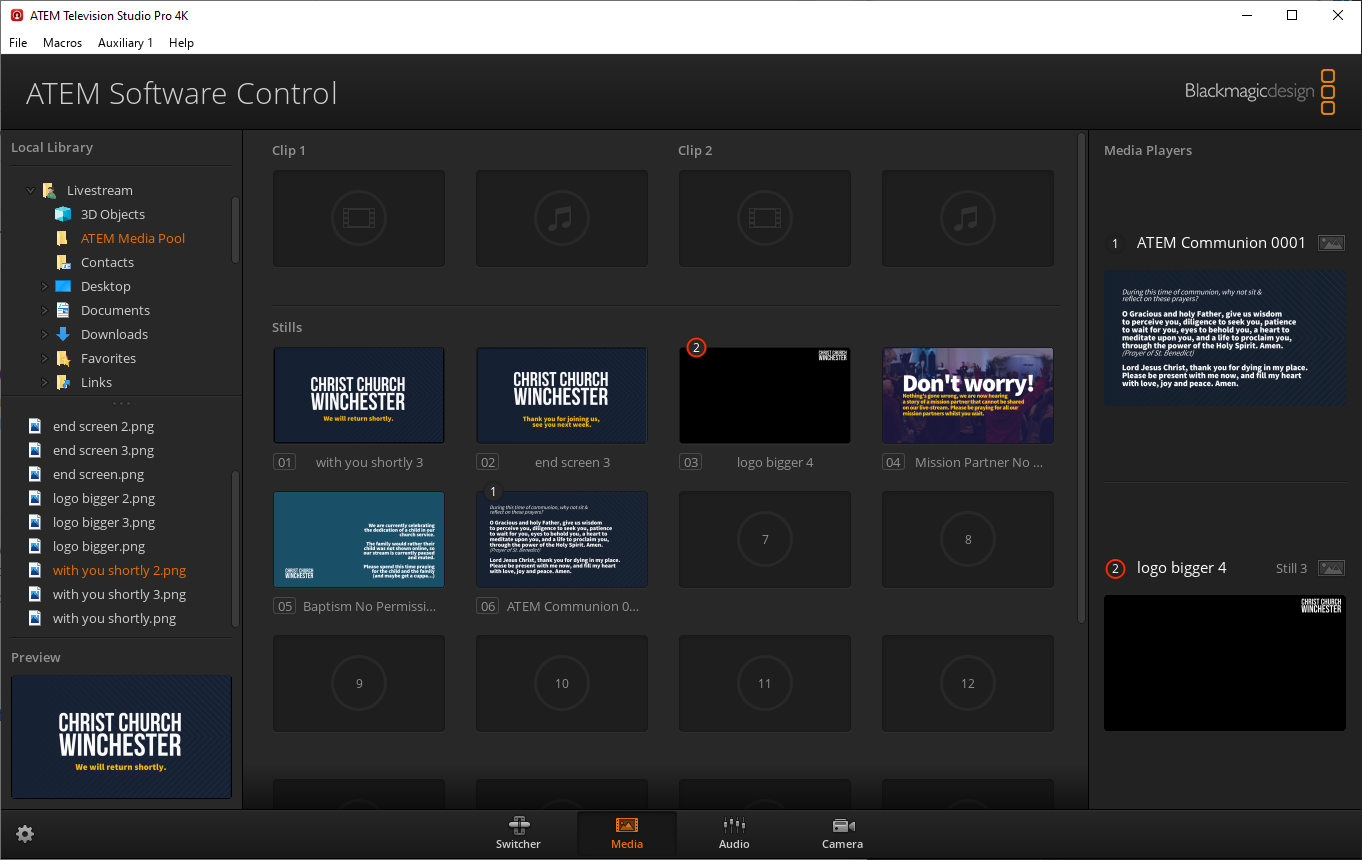 ATEM Television Studio Pro 4K
File Macros Auxiliary 1 Help
ATEM Software Control
Blackmagicdesign
Local Library
Livestream
3D Objects
ATEM Media Pool
Contacts
Desktop
Documents
Downloads
Favorites
Links
end screen 2.png
end screen 3.png
end screen.png
logo bigger 2.png
logo bigger 3.png
logo bigger.png
with you shortly 2.png
with you shortly 3.png
with you shortly.png
Preview
CHRIST CHURCH
WINCHESTER
We will return shortly.
Clip 1
Clip 2
Stills
CHRIST CHURCH
WINCHESTER
We will return shortly.
01 with you shortly 3
CHRIST CHURCH
WINCHESTER
Thank you for joining us,
see you next week.
02 end screen 3
2
CHRIST CHURCH
WINCHESTER
03 logo bigger 4
Don't worry!
Nothing's gone wrong, we are now hearing
a story of a mission partner that cannot be shared
on our live-stream. Please be praying for all our
mission partners whilst you wait.
04 Mission Partner No ...
We are currently celebrating
the dedication of a child in our
church service.
The family would rather their
child was not shown online, so
our stream is currently paused
and muted.
Please spend this time praying
for the child and the family
(and maybe get a cuppa...)
CHRIST CHURCH
WINCHESTER
05 Baptism No Permissi...
1
During this time of communion, why not sit &
reflect on these prayers?
O Gracious and holy Father, give us wisdom
to perceive you, diligence to seek you, patience
to wait for you, eyes to behold you, a heart to
meditate upon you, and a life to proclaim you,
through the power of the Holy Spirit. Amen.
(Prayer of St. Benedict)
Lord Jesus Christ, thank you for dying in my place.
Please be present with me now, and fill my heart
with love, joy and peace. Amen.
06 ATEM Communion 0...
7
8
9
10
11
12
Media Players
1 ATEM Communion 0001
During this time of communion, why not sit &
reflect on these prayers?
O Gracious and holy Father, give us wisdom
to perceive you, diligence to seek you, patience
to wait for you, eyes to behold you, a heart to
meditate upon you, and a life to proclaim you,
through the power of the Holy Spirit. Amen.
(Prayer of St. Benedict)
Lord Jesus Christ, thank you for dying in my place.
Please be present with me now, and fill my heart
with love, joy and peace. Amen.
2 logo bigger 4 Still 3
CHRIST CHURCH
WINCHESTER
Switcher
Media
Audio
Camera